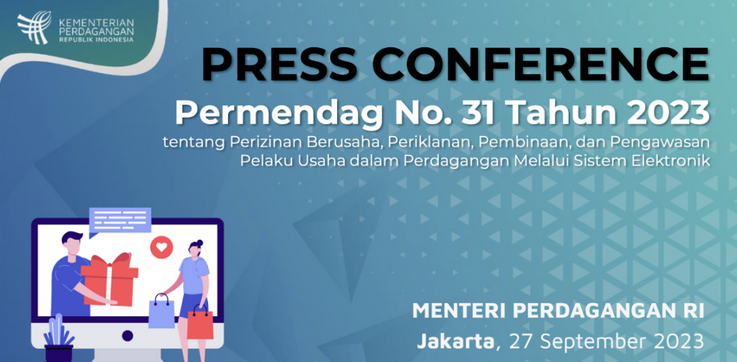 KEMENTERIAN
PERDAGANGAN
REPUBLIK INDONESIA
PRESS CONFERENCE
Permendag No. 31 Tahun 2023
tentang Perizinan Berusaha, Periklanan, Pembinaan, dan Pengawasan
Pelaku Usaha dalam Perdagangan Melalui Sistem Elektronik
MENTERI PERDAGANGAN RI
Jakarta, 27 September 2023